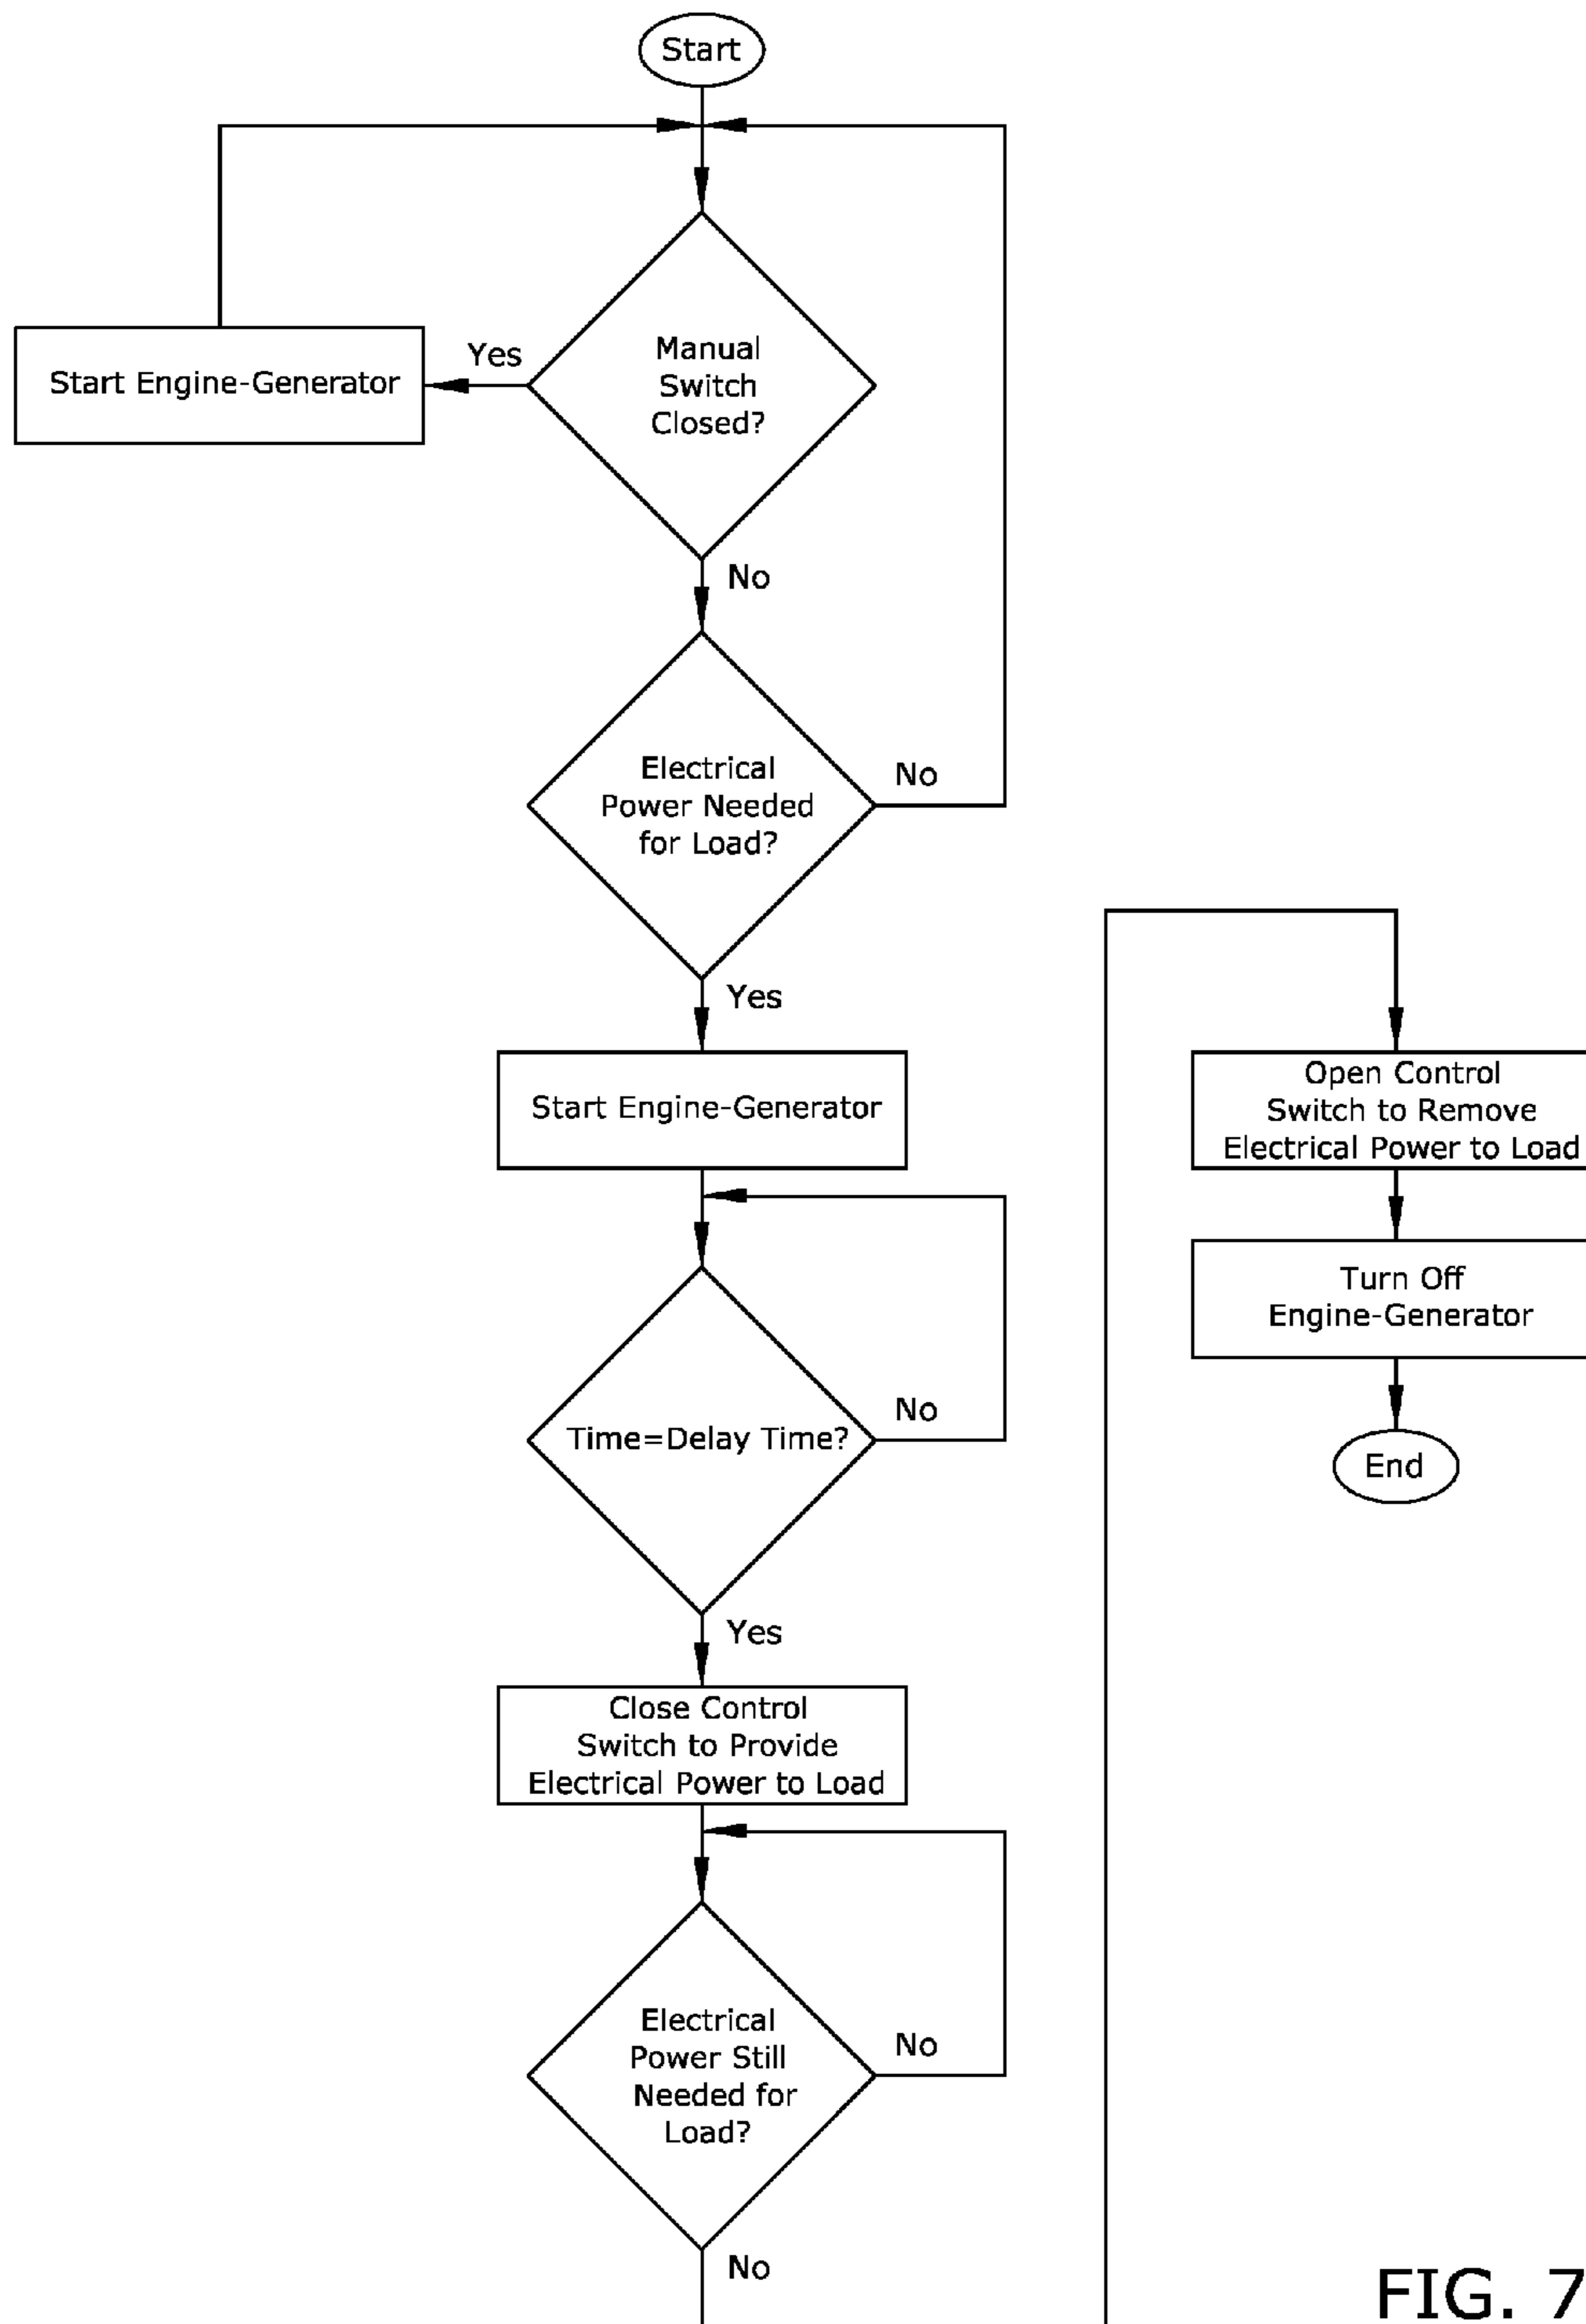 Start
Manual
Switch
Closed?
Yes
Start Engine-Generator
No
Electrical
Power Needed
for Load?
No
Yes
Start Engine-Generator
Time=Delay Time?
No
Yes
Close Control
Switch to Provide
Electrical Power to Load
Electrical
Power Still
Needed for
Load?
No
No
Open Control
Switch to Remove
Electrical Power to Load
Turn Off
Engine-Generator
End
FIG. 7